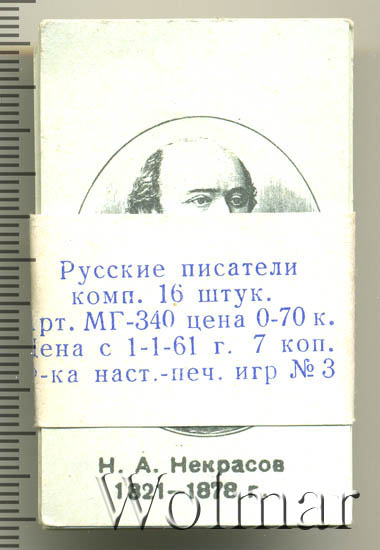 Русские писатели
комп. 16 штук.
рт. МГ-340 цена 0-70 к.
ена с 1-1-61 г. 7 коп.
-ка наст.-печ. игр № 3
Н. А. Некрасов
1821-1878 г.
Wolmar